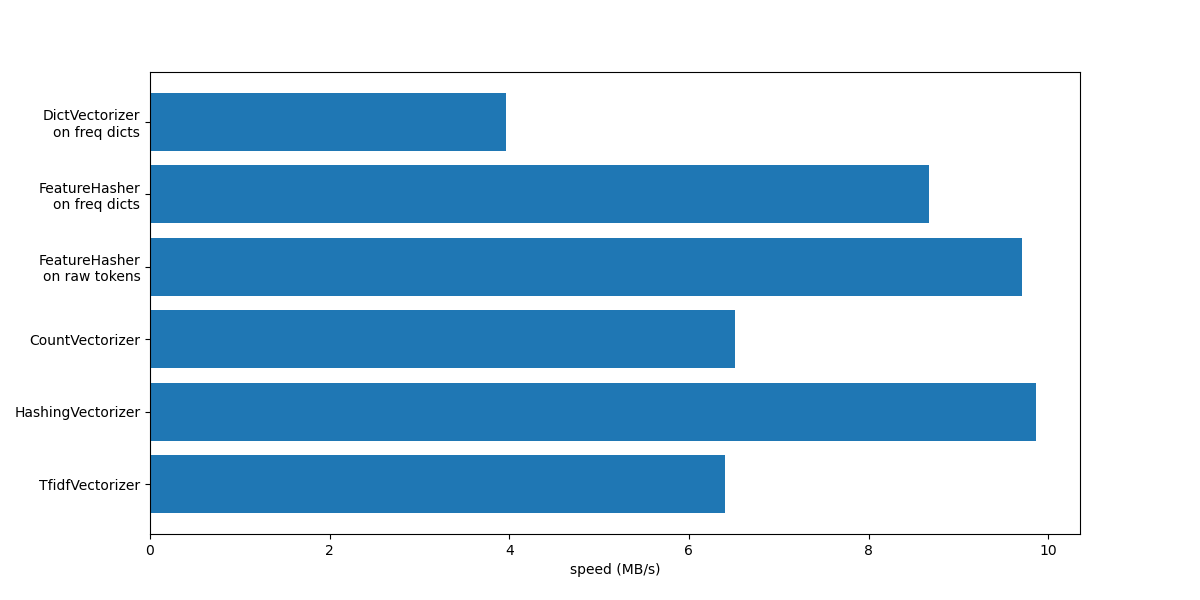 DictVectorizer
on freq dicts
FeatureHasher
on freq dicts
FeatureHasher
on raw tokens
CountVectorizer
HashingVectorizer
TfidfVectorizer
0 2 4 6 8 10
speed (MB/s)